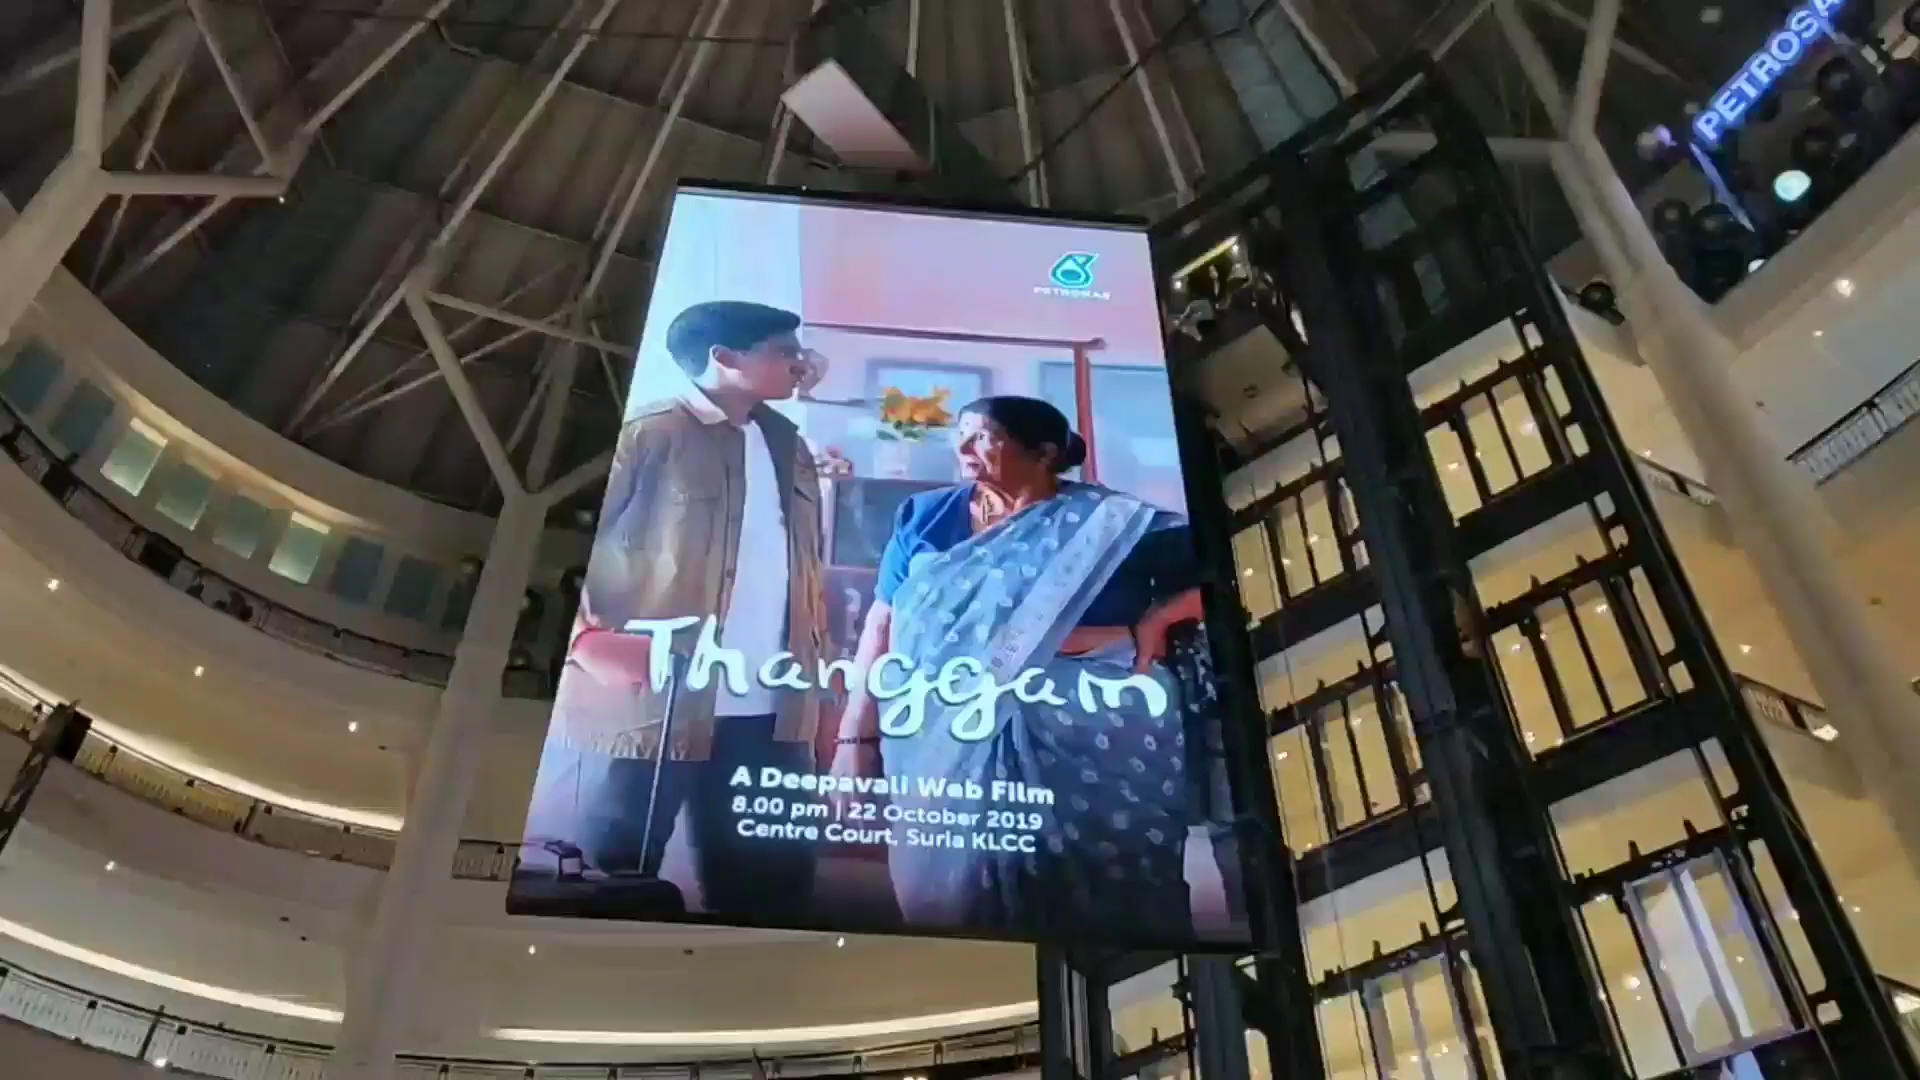 PETROSA
PETRONAS
Thanggam
A Deepavali Web Film
8.00 pm | 22 October 2019
Centre Court, Suria KLCC